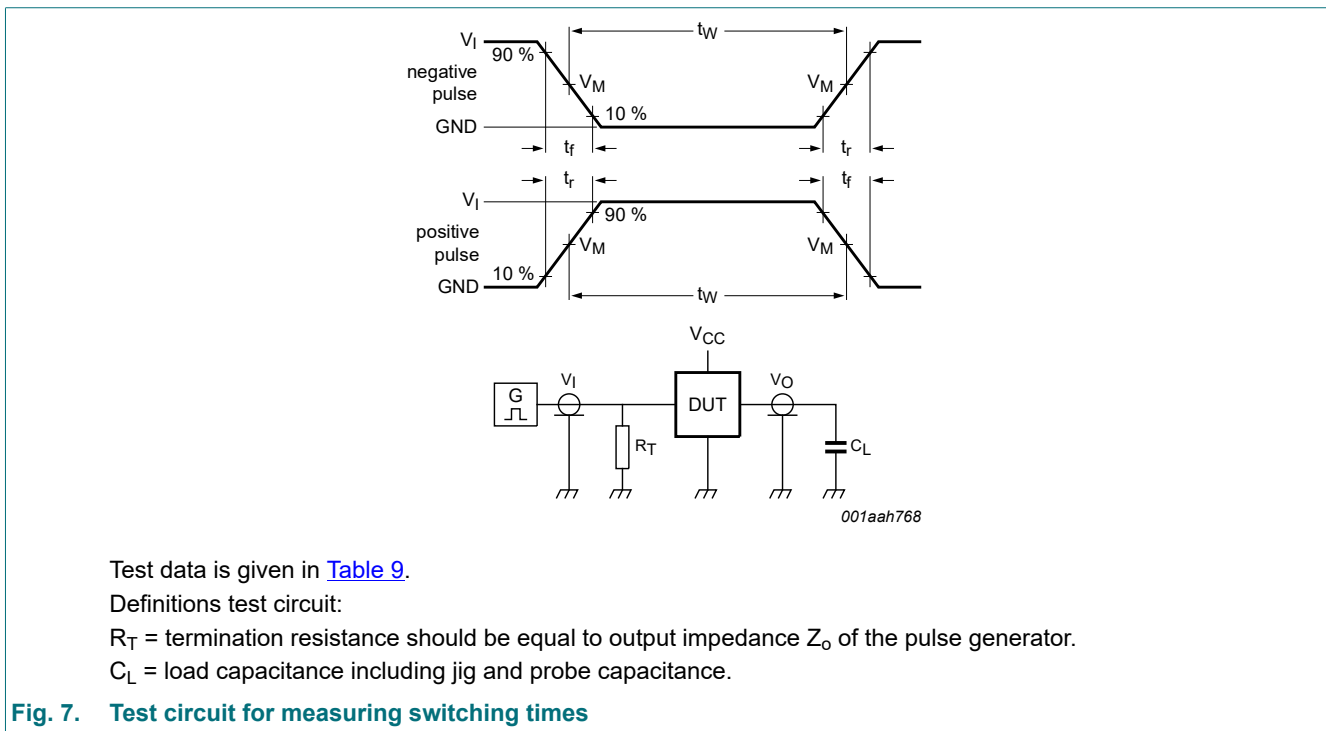 V_I
t_W
90 %
negative
pulse
V_M
V_M
10 %
GND
t_f
t_r
t_r
t_f
V_I
90 %
positive
pulse
V_M
V_M
10 %
GND
t_W
V_CC
G
V_I
DUT
V_O
R_T
C_L
001aah768
Test data is given in Table 9.
Definitions test circuit:
R_T = termination resistance should be equal to output impedance Z_o of the pulse generator.
C_L = load capacitance including jig and probe capacitance.
Fig. 7. Test circuit for measuring switching times